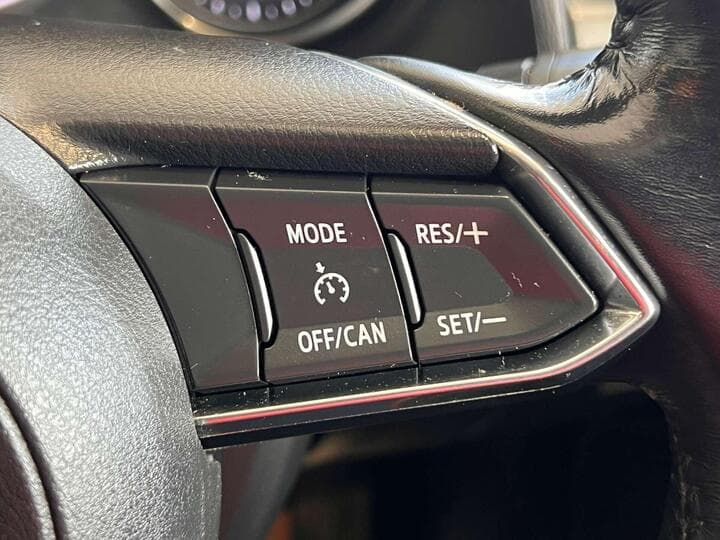 MODE
OFF/CAN
RES/+
SET/−